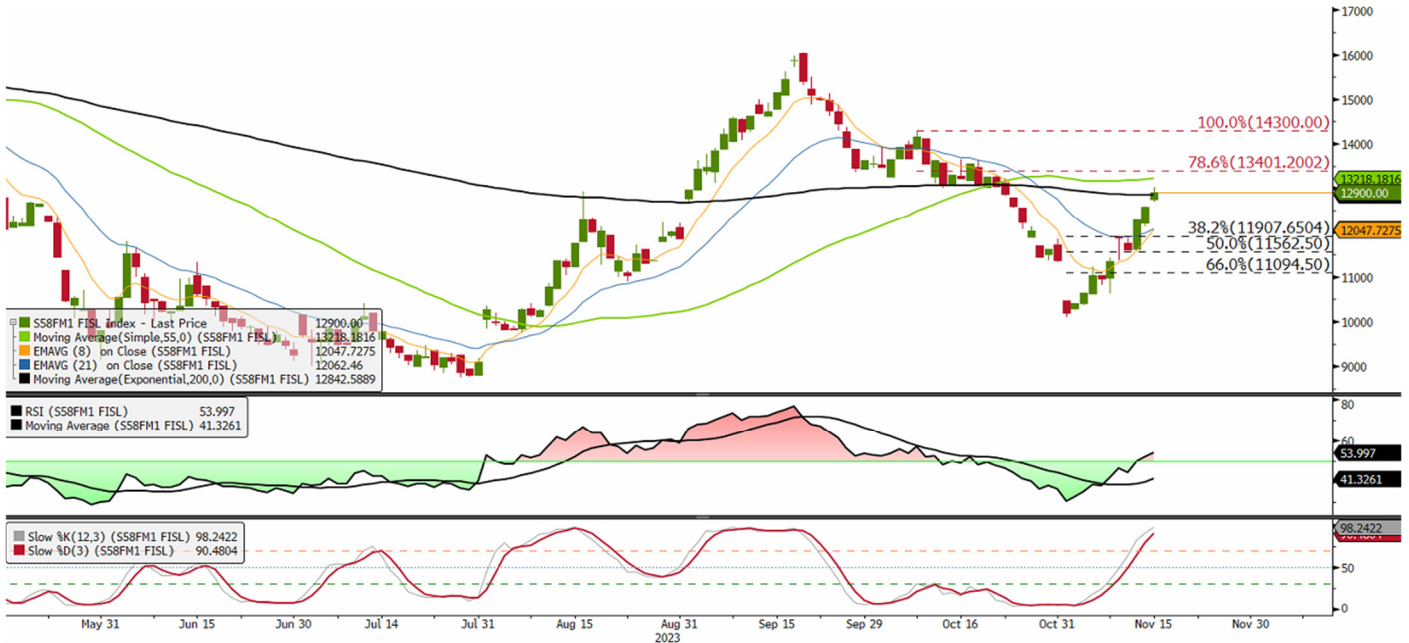 17000
16000
15000
100.0%(14300.00)
14000
78.6%(13401.2002)
13218.1816
12900.00
38.2%(11907.6504)
12047.7275
50.0%(11562.50)
66.0%(11094.50)
11000
10000
9000
S58FM1 FISL Index - Last Price 12900.00
Moving Average(Simple,55,0) (S58FM1 FISL) 13218.1816
EMAVG (8) on Close (S58FM1 FISL) 12047.7275
EMAVG (21) on Close (S58FM1 FISL) 12062.46
Moving Average(Exponential,200,0) (S58FM1 FISL) 12842.5889
RSI (S58FM1 FISL) 53.997
Moving Average (S58FM1 FISL) 41.3261
80
60
53.997
41.3261
Slow %K(12,3) (S58FM1 FISL) 98.2422
Slow %D(3) (S58FM1 FISL) 90.4804
98.2422
50
0
May 31 Jun 15 Jun 30 Jul 14 Jul 31 Aug 15 Aug 31 Sep 15 Sep 29 Oct 16 Oct 31 Nov 15 Nov 30
2023